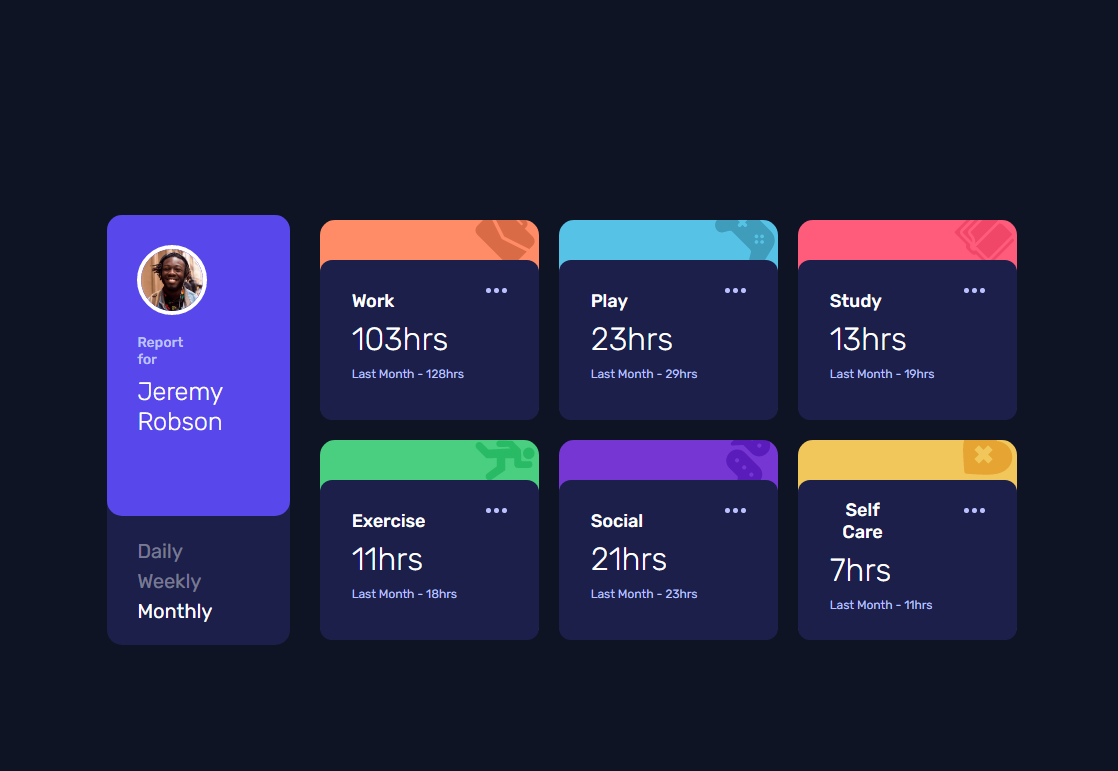 Report
for
Jeremy
Robson
Daily
Weekly
Monthly
Work
103hrs
Last Month - 128hrs
Play
23hrs
Last Month - 29hrs
Study
13hrs
Last Month - 19hrs
Exercise
11hrs
Last Month - 18hrs
Social
21hrs
Last Month - 23hrs
Self
Care
7hrs
Last Month - 11hrs